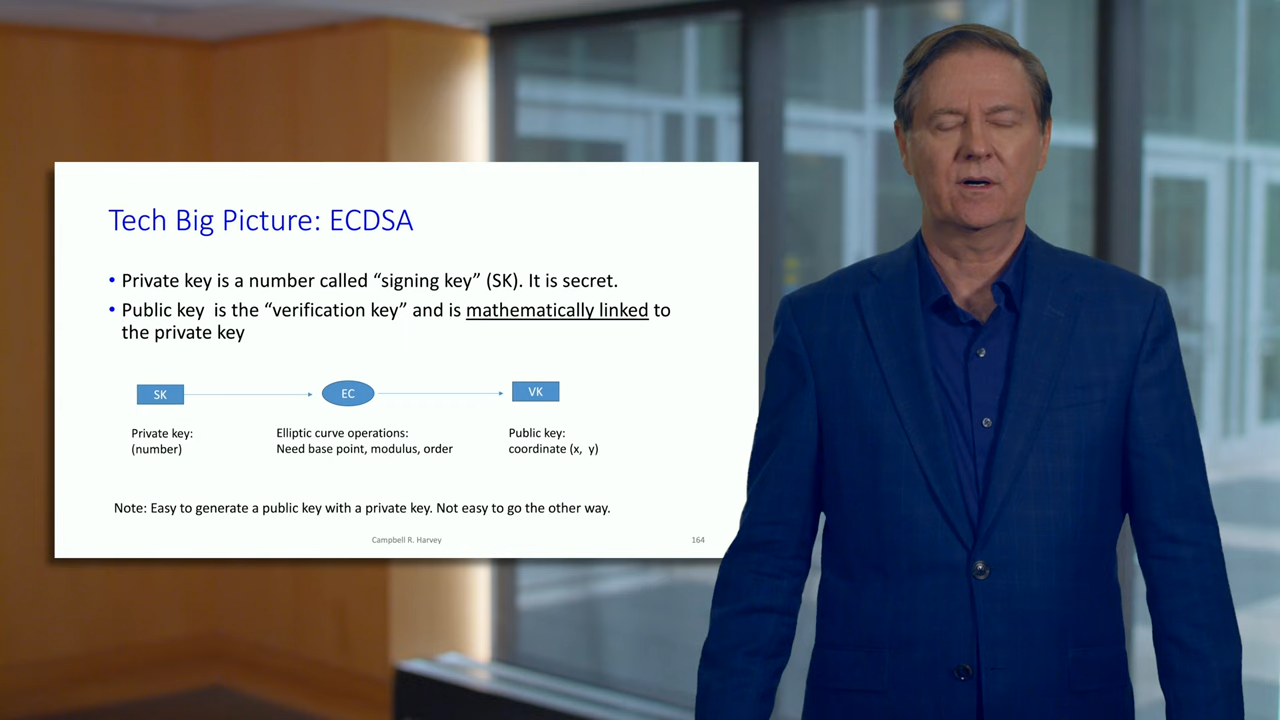 Tech Big Picture: ECDSA
• Private key is a number called “signing key” (SK). It is secret.
• Public key is the “verification key” and is mathematically linked to
the private key
SK
EC
VK
Private key:
(number)
Elliptic curve operations:
Need base point, modulus, order
Public key:
coordinate (x, y)
Note: Easy to generate a public key with a private key. Not easy to go the other way.
Campbell R. Harvey
164